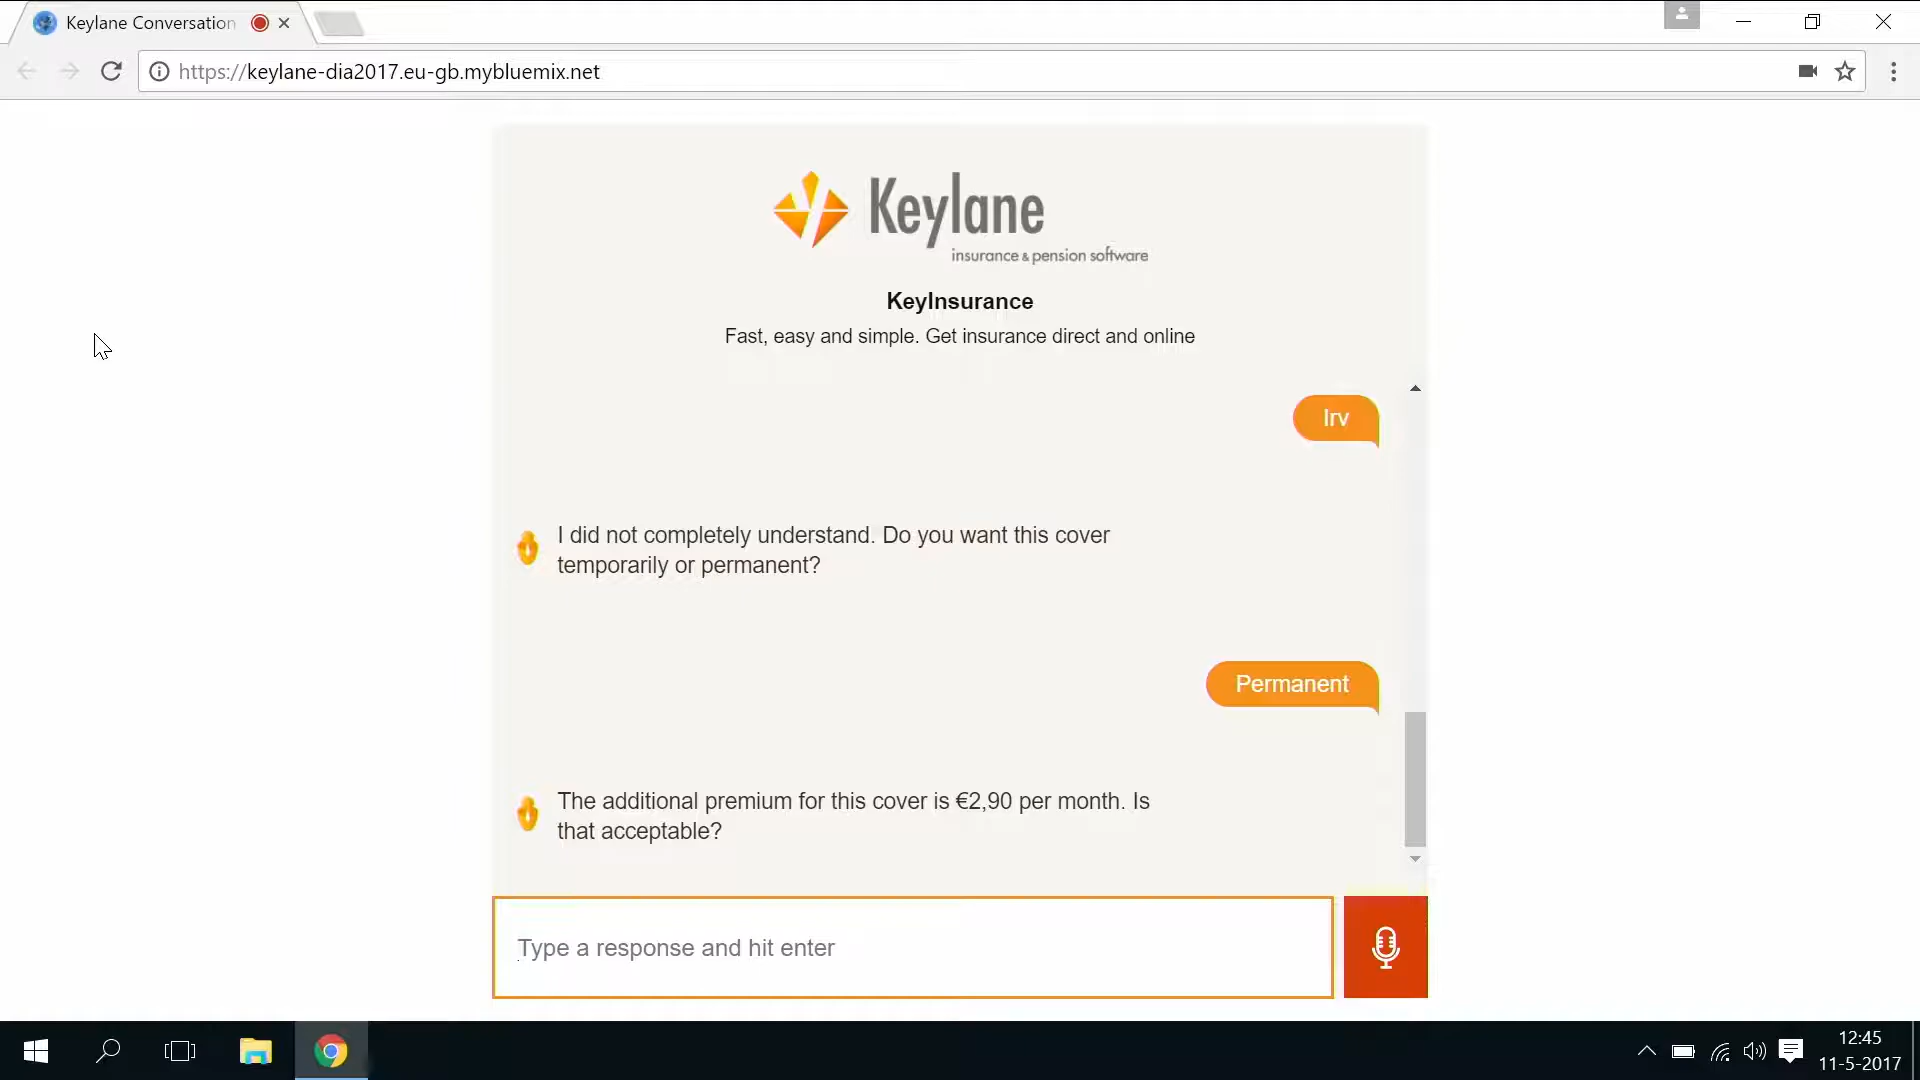 Keylane Conversation
https://keylane-dia2017.eu-gb.mybluemix.net
Keylane
insurance & pension software
KeyInsurance
Fast, easy and simple. Get insurance direct and online
Irv
I did not completely understand. Do you want this cover
temporarily or permanent?
Permanent
The additional premium for this cover is €2,90 per month. Is
that acceptable?
Type a response and hit enter
12:45
11-5-2017